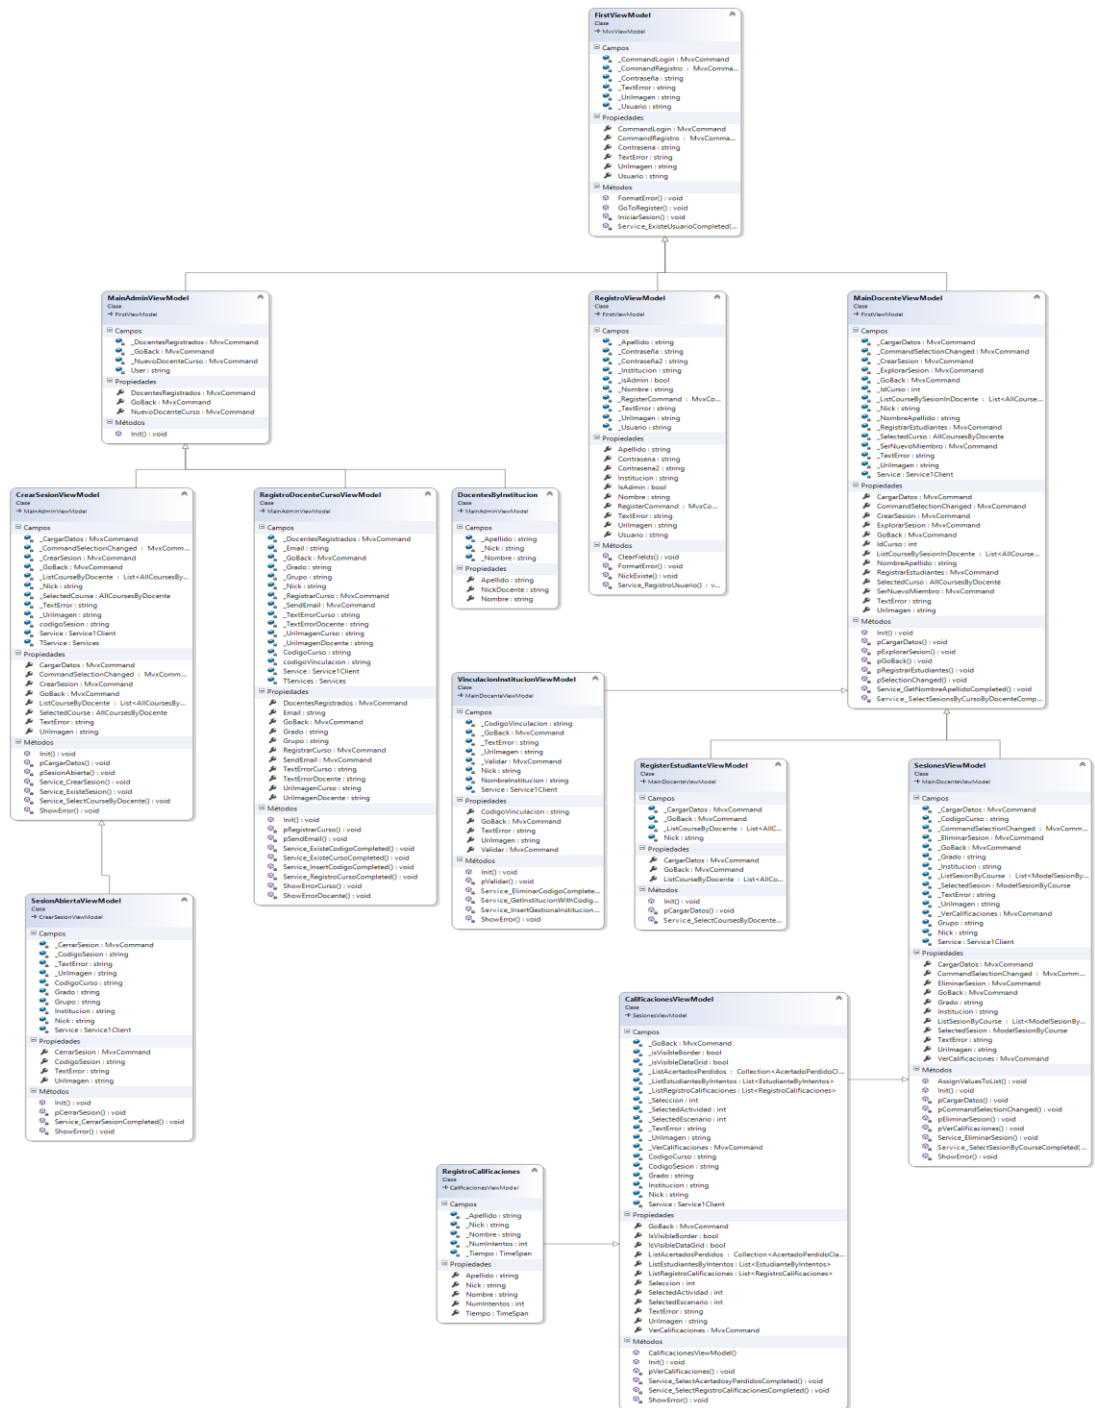 FirstViewModel
Clase
→ MvxViewModel
Campos
_CommandLogin : MvxCommand
_CommandRegistro : MvxComma...
_Contraseña : string
_TextError : string
_UriImagen : string
_Usuario : string
Propiedades
CommandLogin : MvxCommand
CommandRegistro : MvxComma...
Contrasena : string
TextError : string
UriImagen : string
Usuario : string
Métodos
FormatError() : void
GoToRegister() : void
IniciarSesion() : void
Service_ExisteUsuarioCompleted(...
MainAdminViewModel
Clase
→ FirstViewModel
Campos
_DocentesRegistrados : MvxCommand
_GoBack : MvxCommand
_NuevoDocenteCurso : MvxCommand
User : string
Propiedades
DocentesRegistrados : MvxCommand
GoBack : MvxCommand
NuevoDocenteCurso : MvxCommand
Métodos
Init() : void
RegistroViewModel
Clase
→ FirstViewModel
Campos
_Apellido : string
_Contraseña : string
_Contraseña2 : string
_Institucion : string
_isAdmin : bool
_Nombre : string
_RegisterCommand : MvxCo...
_TextError : string
_UriImagen : string
_Usuario : string
Propiedades
Apellido : string
Contrasena : string
Contrasena2 : string
Institucion : string
IsAdmin : bool
Nombre : string
RegisterCommand : MvxCo...
TextError : string
UriImagen : string
Usuario : string
Métodos
ClearFields() : void
FormatError() : void
NickExiste() : void
Service_RegistroUsuario() : v...
MainDocenteViewModel
Clase
→ FirstViewModel
Campos
_CargarDatos : MvxCommand
_CommandSelectionChanged : MvxCommand
_CrearSesion : MvxCommand
_ExplorarSesion : MvxCommand
_GoBack : MvxCommand
_IdCurso : int
_ListCourseBySesionInDocente : List<AllCourse...
_Nick : string
_NombreApellido : string
_RegistrarEstudiantes : MvxCommand
_SelectedCurso : AllCoursesByDocente
_SerNuevoMiembro : MvxCommand
_TextError : string
_UriImagen : string
Service : Service1Client
Propiedades
CargarDatos : MvxCommand
CommandSelectionChanged : MvxCommand
CrearSesion : MvxCommand
ExplorarSesion : MvxCommand
GoBack : MvxCommand
IdCurso : int
ListCourseBySesionInDocente : List<AllCourse...
NombreApellido : string
RegistrarEstudiantes : MvxCommand
SelectedCurso : AllCoursesByDocente
SerNuevoMiembro : MvxCommand
TextError : string
UriImagen : string
Métodos
Init() : void
pCargarDatos() : void
pExplorarSesion() : void
pGoBack() : void
pRegistrarEstudiantes() : void
pSelectionChanged() : void
Service_GetNombreApellidoCompleted() : void
Service_SelectSesionsByCursoByDocenteComp...
CrearSesionViewModel
Clase
→ MainAdminViewModel
Campos
_CargarDatos : MvxCommand
_CommandSelectionChanged : MvxComm...
_CrearSesion : MvxCommand
_GoBack : MvxCommand
_ListCourseByDocente : List<AllCoursesBy...
_Nick : string
_SelectedCourse : AllCoursesByDocente
_TextError : string
_UriImagen : string
codigoSesion : string
Service : Service1Client
TService : Services
Propiedades
CargarDatos : MvxCommand
CommandSelectionChanged : MvxComm...
CrearSesion : MvxCommand
GoBack : MvxCommand
ListCourseByDocente : List<AllCoursesBy...
SelectedCourse : AllCoursesByDocente
TextError : string
UriImagen : string
Métodos
Init() : void
pCargarDatos() : void
pSesionAbierta() : void
Service_CrearSesion() : void
Service_ExisteSesion() : void
Service_SelectCourseByDocente() : void
ShowError() : void
RegistroDocenteCursoViewModel
Clase
→ MainAdminViewModel
Campos
_DocentesRegistrados : MvxCommand
_Email : string
_GoBack : MvxCommand
_Grado : string
_Grupo : string
_Nick : string
_RegistrarCurso : MvxCommand
_SendEmail : MvxCommand
_TextErrorCurso : string
_TextErrorDocente : string
_UriImagenCurso : string
_UriImagenDocente : string
CodigoCurso : string
codigoVinculacion : string
Service : Service1Client
TServices : Services
Propiedades
DocentesRegistrados : MvxCommand
Email : string
GoBack : MvxCommand
Grado : string
Grupo : string
RegistrarCurso : MvxCommand
SendEmail : MvxCommand
TextErrorCurso : string
TextErrorDocente : string
UriImagenCurso : string
UriImagenDocente : string
Métodos
Init() : void
pRegistrarCurso() : void
pSendEmail() : void
Service_ExisteCodigoCompleted() : void
Service_ExisteCursoCompleted() : void
Service_InsertCodigoCompleted() : void
Service_RegistroCursoCompleted() : void
ShowErrorCurso() : void
ShowErrorDocente() : void
DocentesByInstitucion
Clase
→ MainAdminViewModel
Campos
_Apellido : string
_Nick : string
_Nombre : string
Propiedades
Apellido : string
NickDocente : string
Nombre : string
VinculacionInstitucionViewModel
Clase
→ MainDocenteViewModel
Campos
_CodigoVinculacion : string
_GoBack : MvxCommand
_TextError : string
_UriImagen : string
_Validar : MvxCommand
Nick : string
NombreInstitucion : string
Service : Service1Client
Propiedades
CodigoVinculacion : string
GoBack : MvxCommand
TextError : string
UriImagen : string
Validar : MvxCommand
Métodos
Init() : void
pValidar() : void
Service_EliminarCodigoComplete...
Service_GetInstitucionWithCodig...
Service_InsertGestionaInstitucion...
ShowError() : void
RegisterEstudianteViewModel
Clase
→ MainDocenteViewModel
Campos
_CargarDatos : MvxCommand
_GoBack : MvxCommand
_ListCourseByDocente : List<AllC...
Nick : string
Propiedades
CargarDatos : MvxCommand
GoBack : MvxCommand
ListCourseByDocente : List<AllCo...
Métodos
Init() : void
pCargarDatos() : void
Service_SelectCoursesByDocente...
SesionesViewModel
Clase
→ MainDocenteViewModel
Campos
_CargarDatos : MvxCommand
_CodigoCurso : string
_CommandSelectionChanged : MvxComm...
_EliminarSesion : MvxCommand
_GoBack : MvxCommand
_Grado : string
_Institucion : string
_ListSesionByCourse : List<ModelSesionBy...
_SelectedSesion : ModelSesionByCourse
_TextError : string
_UriImagen : string
_VerCalificaciones : MvxCommand
Grupo : string
Nick : string
Service : Service1Client
Propiedades
CargarDatos : MvxCommand
CommandSelectionChanged : MvxComm...
EliminarSesion : MvxCommand
GoBack : MvxCommand
Grado : string
Institucion : string
ListSesionByCourse : List<ModelSesionBy...
SelectedSesion : ModelSesionByCourse
TextError : string
UriImagen : string
VerCalificaciones : MvxCommand
Métodos
AssignValuesToList() : void
Init() : void
pCargarDatos() : void
pCommandSelectionChanged() : void
pEliminarSesion() : void
pVerCalificaciones() : void
Service_EliminarSesion() : void
Service_SelectSesionByCourseCompleted(...
ShowError() : void
SesionAbiertaViewModel
Clase
→ CrearSesionViewModel
Campos
_CerrarSesion : MvxCommand
_CodigoSesion : string
_TextError : string
_UriImagen : string
CodigoCurso : string
Grado : string
Grupo : string
Institucion : string
Nick : string
Service : Service1Client
Propiedades
CerrarSesion : MvxCommand
CodigoSesion : string
TextError : string
UriImagen : string
Métodos
Init() : void
pCerrarSesion() : void
Service_CerrarSesionCompleted() : void
ShowError() : void
CalificacionesViewModel
Clase
→ SesionesViewModel
Campos
_GoBack : MvxCommand
_isVisibleBorder : bool
_isVisibleDataGrid : bool
_ListAcertadosPerdidos : Collection<AcertadoPerdidoCl...
_ListEstudiantesByIntentos : List<EstudianteByIntentos>
_ListRegistroCalificaciones : List<RegistroCalificaciones>
_Seleccion : int
_SelectedActividad : int
_SelectedEscenario : int
_TextError : string
_UriImagen : string
_VerCalificaciones : MvxCommand
CodigoCurso : string
CodigoSesion : string
Grado : string
Institucion : string
Nick : string
Service : Service1Client
Propiedades
GoBack : MvxCommand
IsVisibleBorder : bool
IsVisibleDataGrid : bool
ListAcertadosPerdidos : Collection<AcertadoPerdidoCla...
ListEstudiantesByIntentos : List<EstudianteByIntentos>
ListRegistroCalificaciones : List<RegistroCalificaciones>
Seleccion : int
SelectedActividad : int
SelectedEscenario : int
TextError : string
UriImagen : string
VerCalificaciones : MvxCommand
Métodos
CalificacionesViewModel()
Init() : void
pVerCalificaciones() : void
Service_SelectAcertadosyPerdidosCompleted() : void
Service_SelectRegistroCalificacionesCompleted() : void
ShowError() : void
RegistroCalificaciones
Clase
→ CalificacionesViewModel
Campos
_Apellido : string
_Nick : string
_Nombre : string
_NumIntentos : int
_Tiempo : TimeSpan
Propiedades
Apellido : string
Nick : string
Nombre : string
NumIntentos : int
Tiempo : TimeSpan